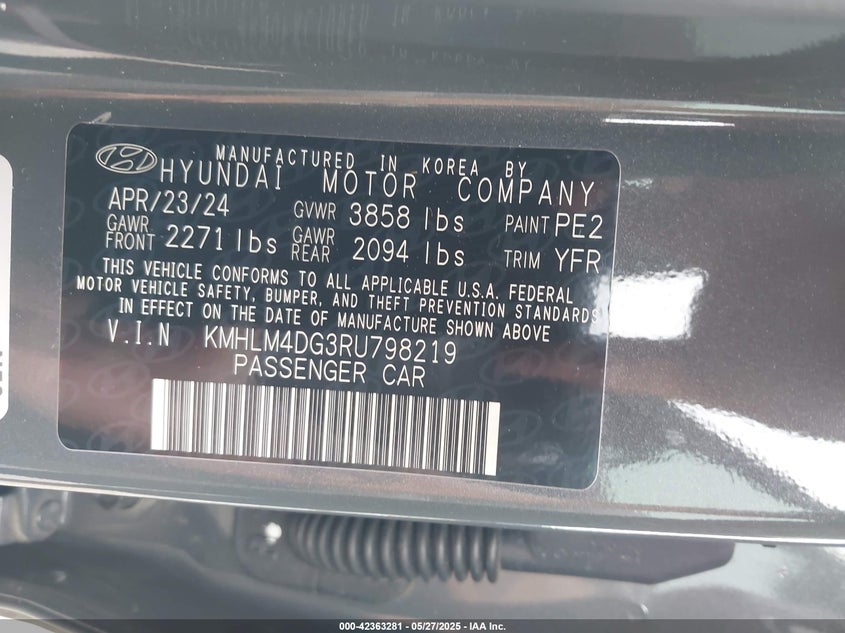 MANUFACTURED IN KOREA BY
HYUNDAI MOTOR COMPANY
APR/23/24 GVWR 3858 lbs PAINT PE2
GAWR FRONT 2271 lbs GAWR REAR 2094 lbs TRIM YFR
THIS VEHICLE CONFORMS TO ALL APPLICABLE U.S.A. FEDERAL
MOTOR VEHICLE SAFETY, BUMPER, AND THEFT PREVENTION STANDARDS
IN EFFECT ON THE DATE OF MANUFACTURE SHOWN ABOVE
V.I.N KMHLM4DG3RU798219
PASSENGER CAR
000-42363281 - 05/27/2025 - IAA Inc.